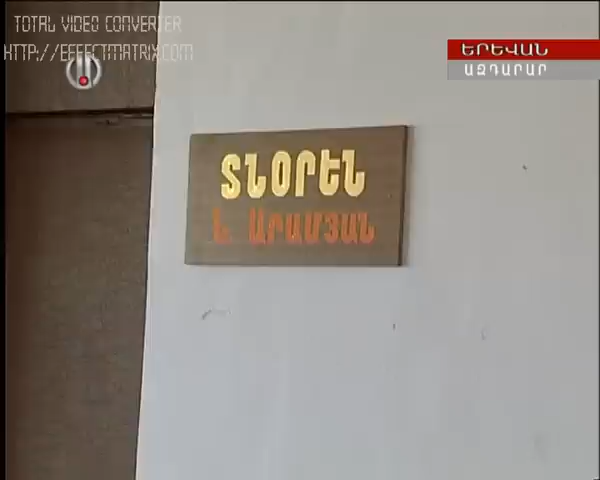 TOTAL VIDEO CONVERTER
HTTP://EFFECTMATRIX.COM
ԵՐԵՎԱՆ
ԱԶԴԱՐԱՐ
ՏՆՕՐԵՆ
Ն. ԱՐԱՄՅԱՆ